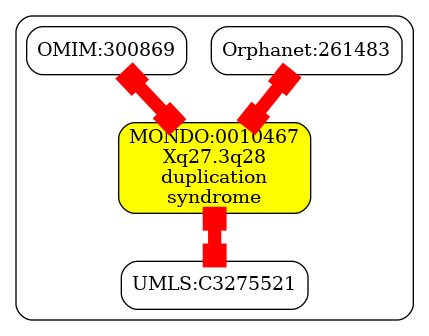 OMIM:300869
Orphanet:261483
MONDO:0010467
Xq27.3q28
duplication
syndrome
UMLS:C3275521